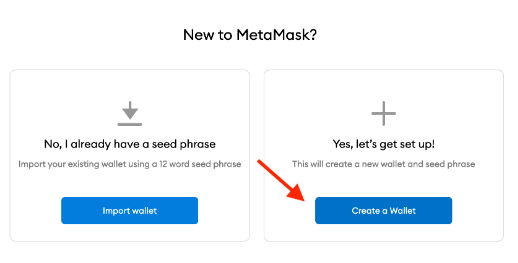 New to MetaMask?
No, I already have a seed phrase
Import your existing wallet using a 12 word seed phrase
Import wallet
Yes, let's get set up!
This will create a new wallet and seed phrase
Create a Wallet